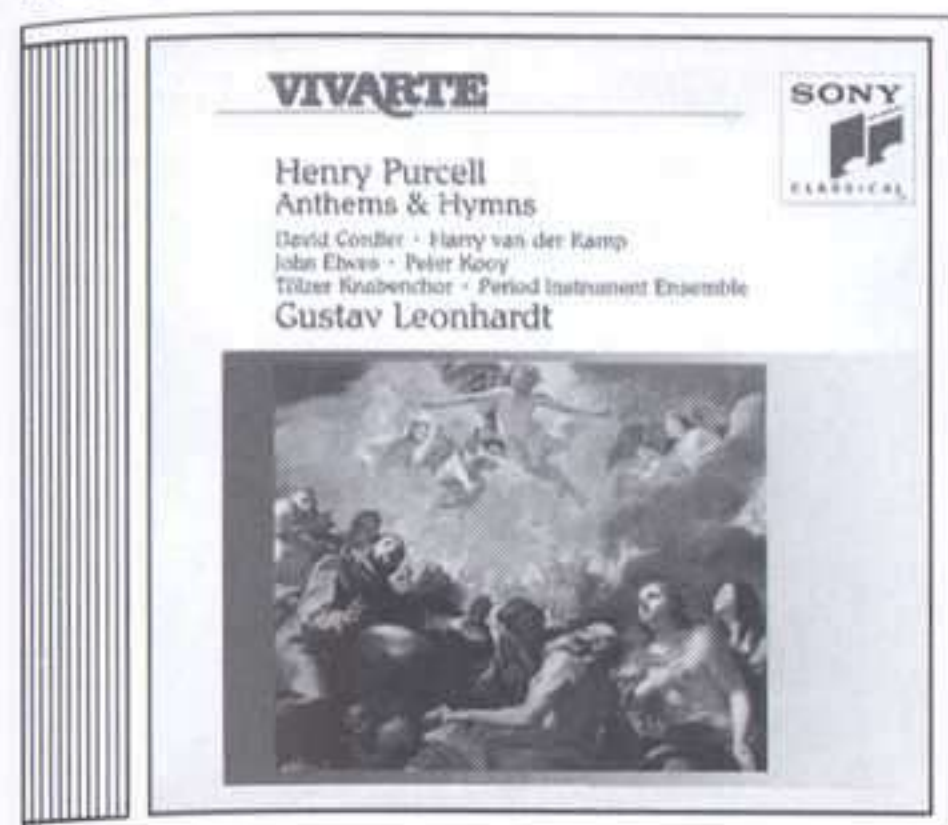 VIVARTE
SONY
CLASSICAL
Henry Purcell
Anthems & Hymns
David Cordier · Harry van der Kamp
John Elwes · Peter Kooy
Tölzer Knabenchor · Period Instrument Ensemble
Gustav Leonhardt